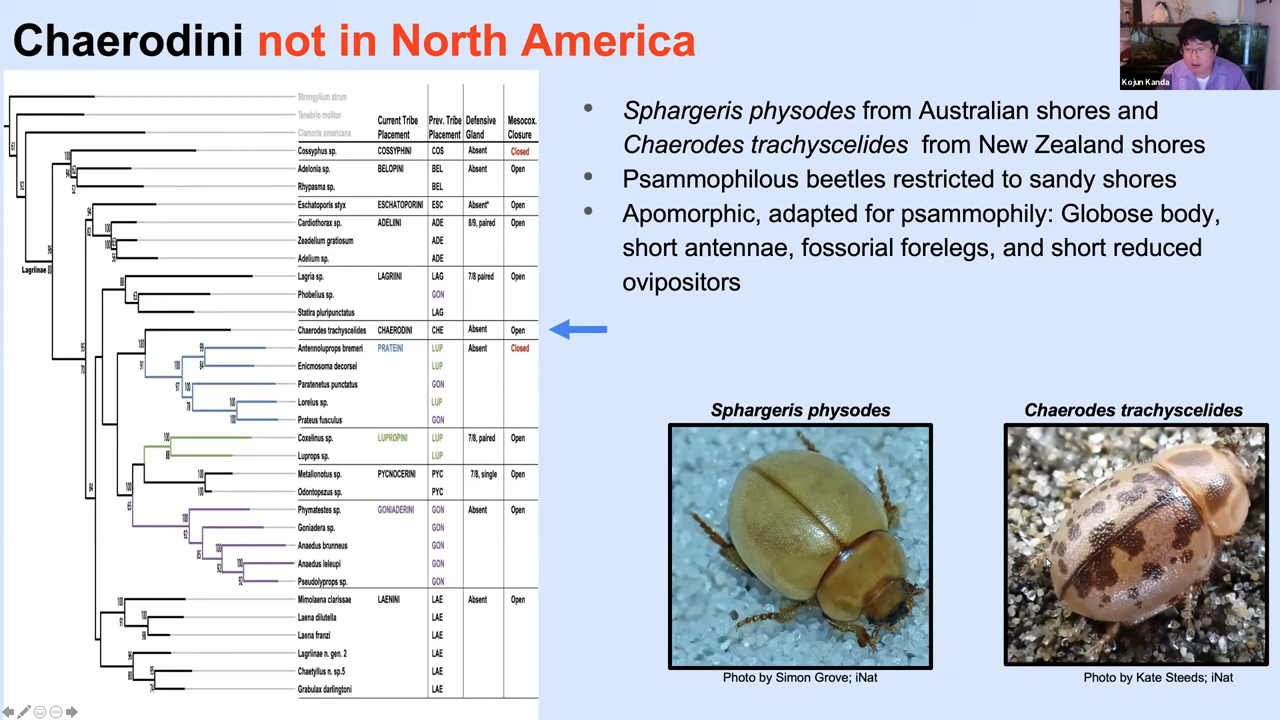 Chaerodini not in North America
Kojun Kanda
Strongylium atrum
Tenebrio molitor
Clamoris americana
Current Tribe Placement
Prev. Tribe Placement
Defensive Gland
Mesocox. Closure
Cossyphus sp. COSSYPHINI COS Absent Closed
Adelonia sp. BELOPINI BEL Absent Open
Rhypasma sp. BEL
Eschatoporis styx ESCHATOPORINI ESC Absent* Open
Cardiothorax sp. ADELIINI ADE 8/9, paired Open
Zeadelium gratiosum ADE
Adelium sp. ADE
Lagriinae
Lagria sp. LAGRIINI LAG 7/8 paired Open
Phobelius sp. GON
Statira pluripunctatus LAG
Chaerodes trachyscelides CHAERODINI CHE Absent Open
Antennoluprops bremeri PRATEINI LUP Absent Closed
Enicmosoma decorsei LUP
Paratenetus punctatus GON
Lorelus sp. LUP
Prateus fusculus GON
Coxelinus sp. LUPROPINI LUP 7/8, paired Open
Luprops sp. LUP
Metallonotus sp. PYCNOCERINI PYC 7/8, single Open
Odontopezus sp. PYC
Phymatestes sp. GONIADERINI GON Absent Open
Goniadera sp. GON
Anaedus brunneus GON
Anaedus leleupi GON
Pseudolyprops sp. GON
Mimolaena clarissae LAENINI LAE Absent Open
Laena dilutella LAE
Laena franzi LAE
Lagriinae n. gen. 2 LAE
Chaetyllus n. sp.5 LAE
Grabulax darlingtoni LAE
• Sphargeris physodes from Australian shores and
Chaerodes trachyscelides from New Zealand shores
• Psammophilous beetles restricted to sandy shores
• Apomorphic, adapted for psammophily: Globose body,
short antennae, fossorial forelegs, and short reduced
ovipositors
Sphargeris physodes
Chaerodes trachyscelides
Photo by Simon Grove; iNat
Photo by Kate Steeds; iNat